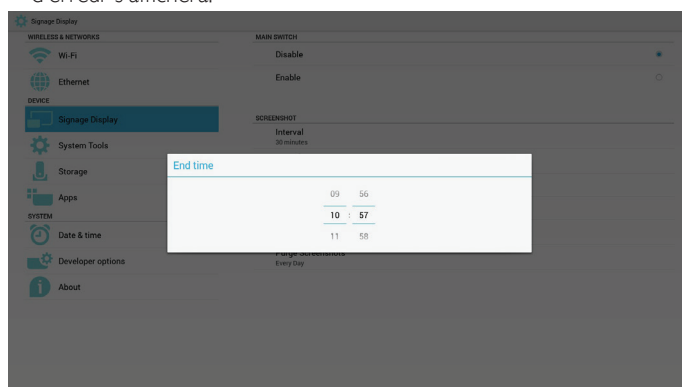 Signage Display
WIRELESS & NETWORKS
Wi-Fi
Ethernet
DEVICE
Signage Display
System Tools
Storage
Apps
SYSTEM
Date & time
Developer options
About
MAIN SWITCH
Disable
Enable
SCREENSHOT
Interval
30 minutes
End time
09 56
10 : 57
11 58
Purge Screenshots
Every Day